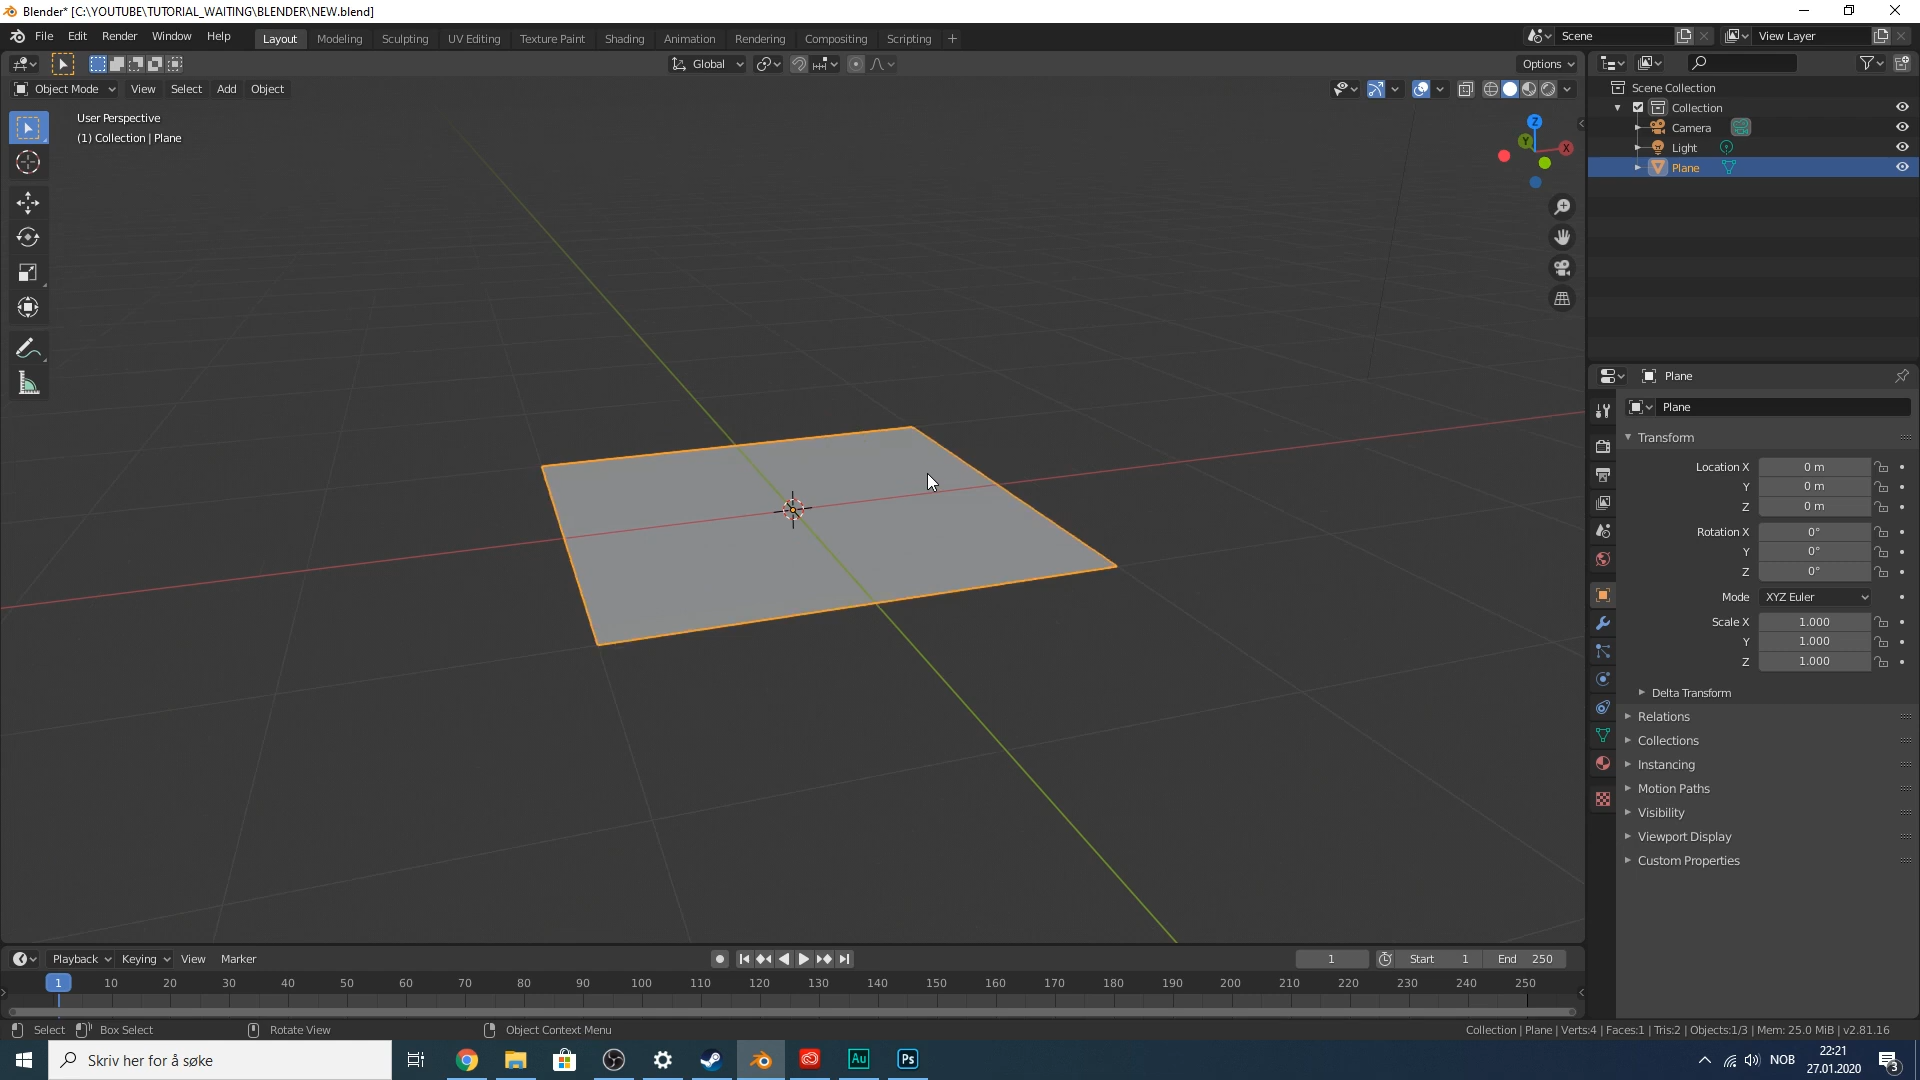 Blender* [C:\YOUTUBE\TUTORIAL_WAITING\BLENDER\NEW.blend]
File Edit Render Window Help Layout Modeling Sculpting UV Editing Texture Paint Shading Animation Rendering Compositing Scripting + Scene View Layer
Global Options
Object Mode View Select Add Object
User Perspective
(1) Collection | Plane
Z
Y
X
Scene Collection
Collection
Camera
Light
Plane
Plane
Plane
Transform
Location X 0 m
Y 0 m
Z 0 m
Rotation X 0°
Y 0°
Z 0°
Mode XYZ Euler
Scale X 1.000
Y 1.000
Z 1.000
Delta Transform
Relations
Collections
Instancing
Motion Paths
Visibility
Viewport Display
Custom Properties
Playback Keying View Marker 1 Start 1 End 250
1 10 20 30 40 50 60 70 80 90 100 110 120 130 140 150 160 170 180 190 200 210 220 230 240 250
Select Box Select Rotate View Object Context Menu Collection | Plane | Verts:4 | Faces:1 | Tris:2 | Objects:1/3 | Mem: 25.0 MiB | v2.81.16
Skriv her for å søke Au Ps NOB 22:21
27.01.2020 3